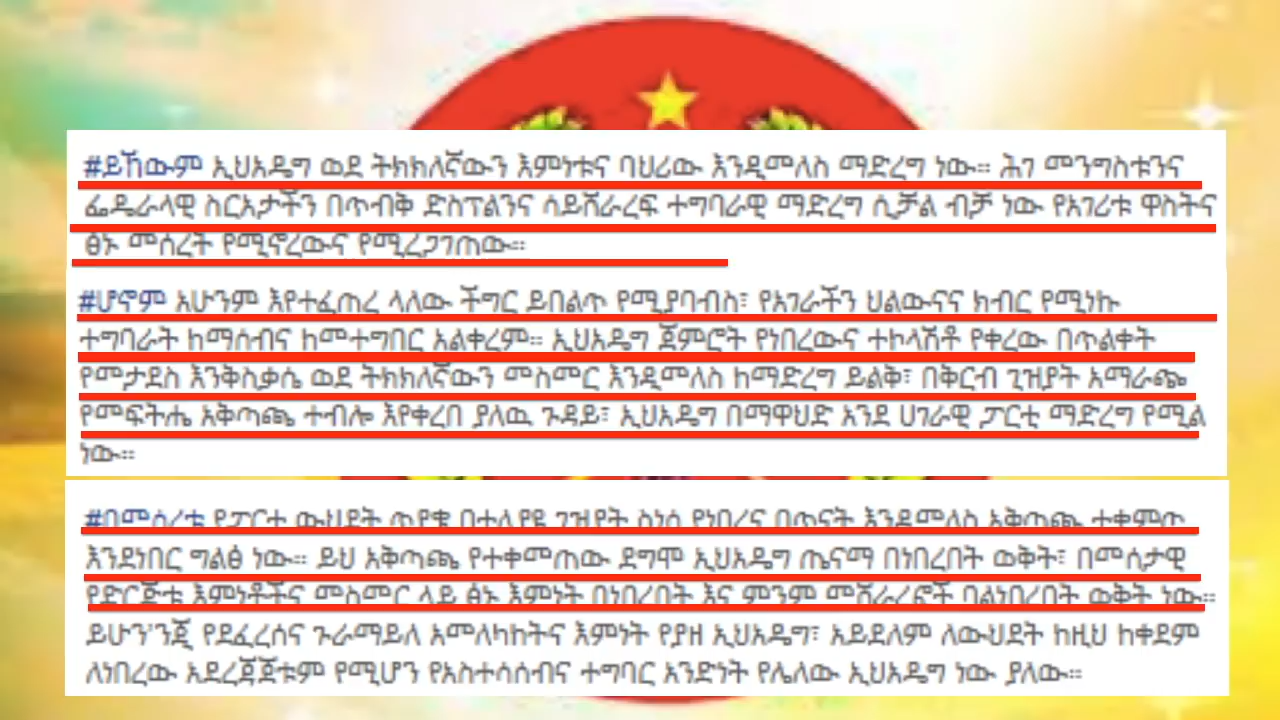 #ይኸውም ኢህአዴግ ወደ ትክክለኛውን እምነቱና ባህሪው እንዲመለስ ማድረግ ነው። ሕገ መንግስቱንና
ፌዴራላዊ ስርአታችን በጥብቅ ድስፕልንና ሳይሸራረፍ ተግባራዊ ማድረግ ሲቻል ብቻ ነው የአገሪቱ ዋስትና
ፅኑ መሰረት የሚኖረውና የሚረጋገጠው።
#ሆኖም አሁንም እየተፈጠረ ላለው ችግር ይበልጥ የሚያባብስ፣ የአገራችን ህልውናና ክብር የሚነኩ
ተግባራት ከማሰብና ከመተግበር አልቀረም። ኢህአዴግ ጀምሮት የነበረውና ተኮላሽቶ የቀረው በጥልቀት
የመታደስ እንቅስቃሴ ወደ ትክክለኛውን መስመር እንዲመለስ ከማድረግ ይልቅ፣ በቅርብ ጊዝያት አማራጭ
የመፍትሔ አቅጣጫ ተብሎ እየቀረበ ያለዉ ጉዳይ፣ ኢህአዴግ በማዋህድ አንደ ሀገራዊ ፓርቲ ማድረግ የሚል
ነው።
#በመሰረቱ የፓርቲ ውህደት ጥያቄ በተለያዩ ጊዝያት ስነሳ የነበረና በጥናት እንደመለስ አቅጣጫ ተቀምጦ
እንደነበር ግልፅ ነው። ይህ አቅጣጫ የተቀመጠው ደግሞ ኢህአዴግ ጤናማ በነበረበት ወቅት፣ በመሰታዊ
የድርጅቱ እምነቶችና መስመር ላይ ፅኑ እምነት በነበረበት እና ምንም መሸራረፎች ባልነበረበት ወቅት ነው።
ይሁን'ንጂ የደፈረሰና ጉራማይለ አመለካከትና እምነት የያዘ ኢህአዴግ፣ አይደለም ለውህደት ከዚህ ከቀደም
ለነበረው አደረጃጀቱም የሚሆን የአስተሳሰብና ተግባር አንድነት የሌለው ኢህአዴግ ነው ያለው።